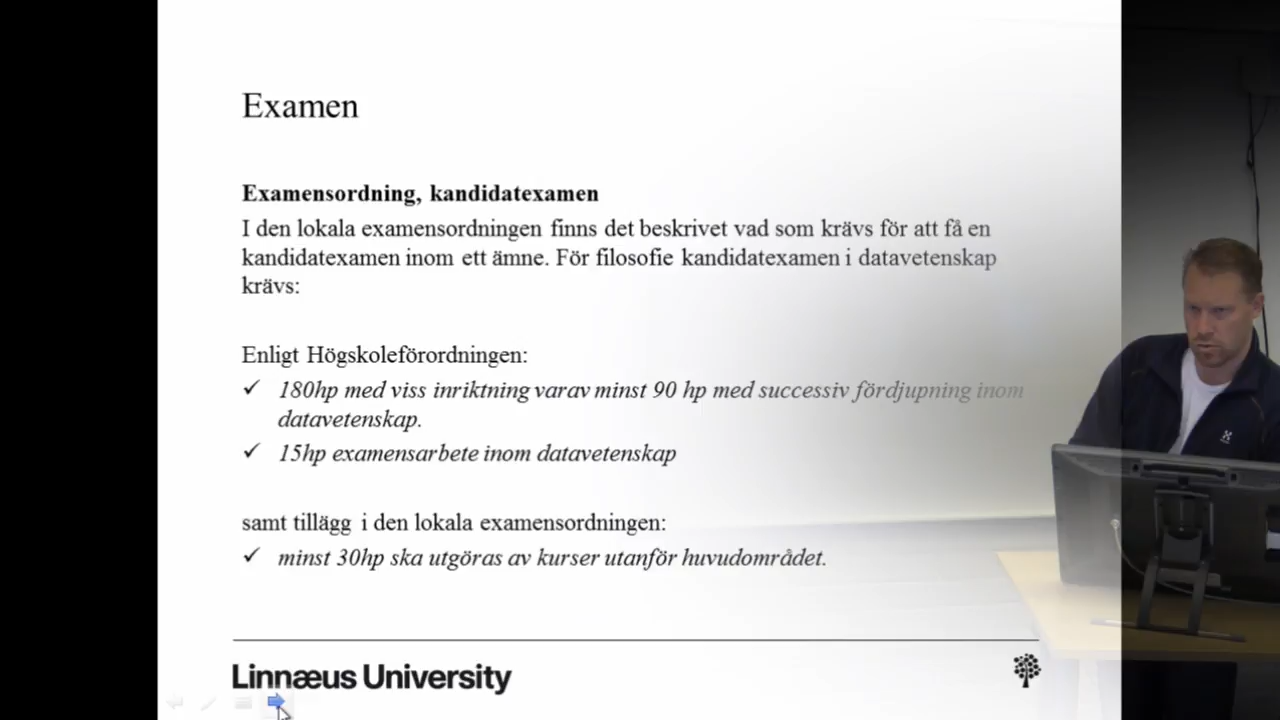 Examen
Examensordning, kandidatexamen
I den lokala examensordningen finns det beskrivet vad som krävs för att få en
kandidatexamen inom ett ämne. För filosofie kandidatexamen i datavetenskap
krävs:
Enligt Högskoleförordningen:
✓ 180hp med viss inriktning varav minst 90 hp med successiv fördjupning inom
datavetenskap.
✓ 15hp examensarbete inom datavetenskap
samt tillägg i den lokala examensordningen:
✓ minst 30hp ska utgöras av kurser utanför huvudområdet.
Linnæus University